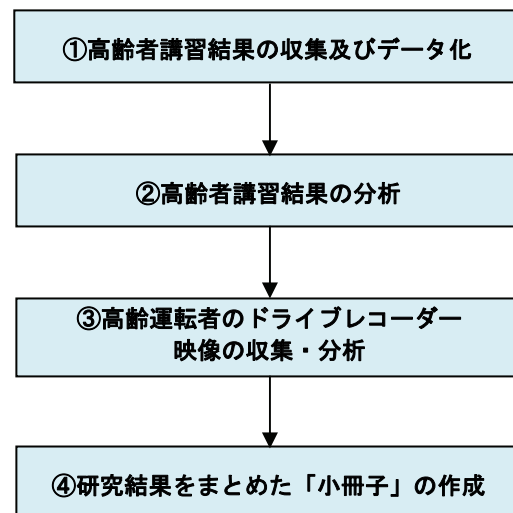 ①高齢者講習結果の収集及びデータ化
②高齢者講習結果の分析
③高齢運転者のドライブレコーダー
映像の収集・分析
④研究結果をまとめた「小冊子」の作成